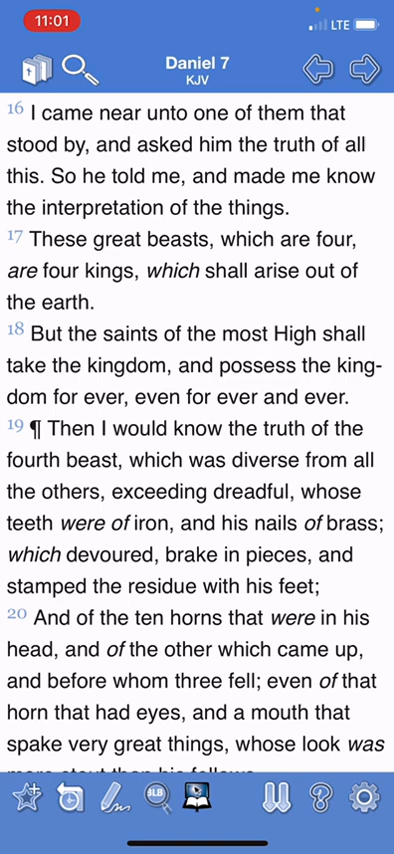 11:01
LTE
Daniel 7
KJV
16 I came near unto one of them that
stood by, and asked him the truth of all
this. So he told me, and made me know
the interpretation of the things.
17 These great beasts, which are four,
are four kings, which shall arise out of
the earth.
18 But the saints of the most High shall
take the kingdom, and possess the king-
dom for ever, even for ever and ever.
19 ¶ Then I would know the truth of the
fourth beast, which was diverse from all
the others, exceeding dreadful, whose
teeth were of iron, and his nails of brass;
which devoured, brake in pieces, and
stamped the residue with his feet;
20 And of the ten horns that were in his
head, and of the other which came up,
and before whom three fell; even of that
horn that had eyes, and a mouth that
spake very great things, whose look was
more stout than his fellows
BLB